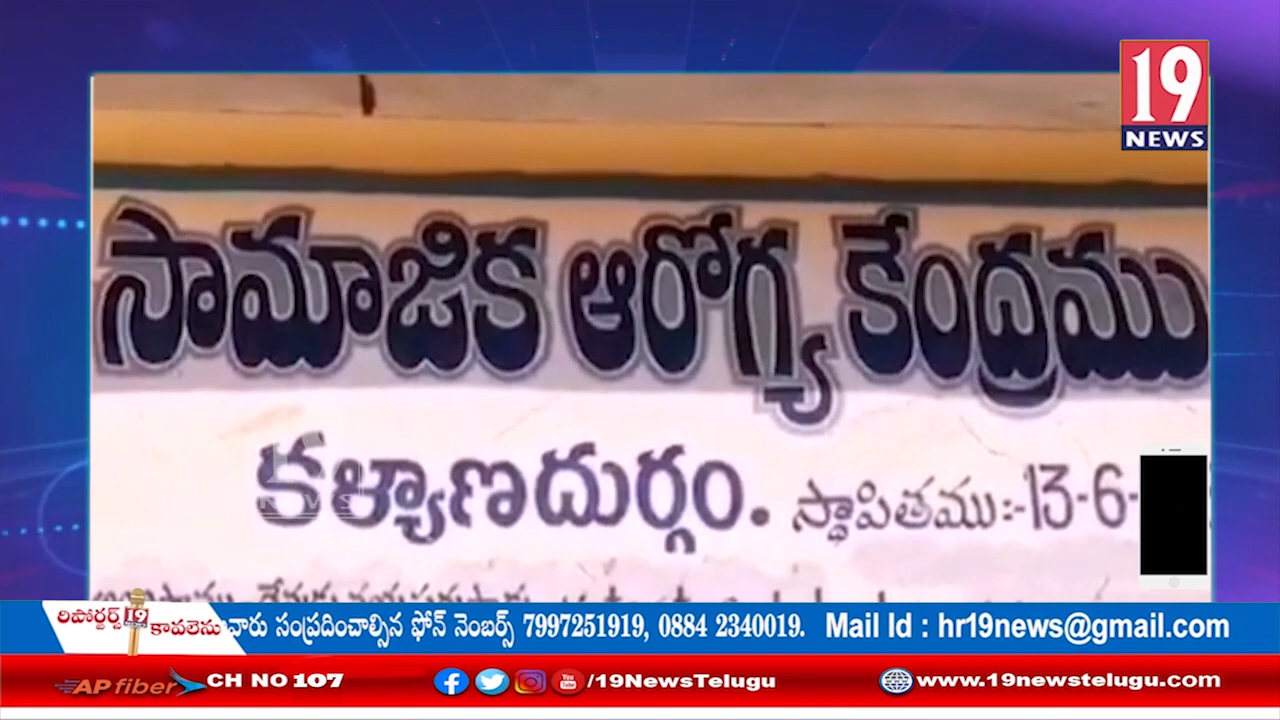 19
NEWS
సామాజిక ఆరోగ్య కేంద్రము
కళ్యాణదుర్గం. స్థాపితము:-13-6-
రిపోర్టర్స్ 19 కావలెను
వారు సంప్రదించాల్సిన ఫోన్ నెంబర్స్ 7997251919, 0884 2340019. Mail Id : hr19news@gmail.com
AP fiber CH NO 107
/19NewsTelugu
www.19newstelugu.com